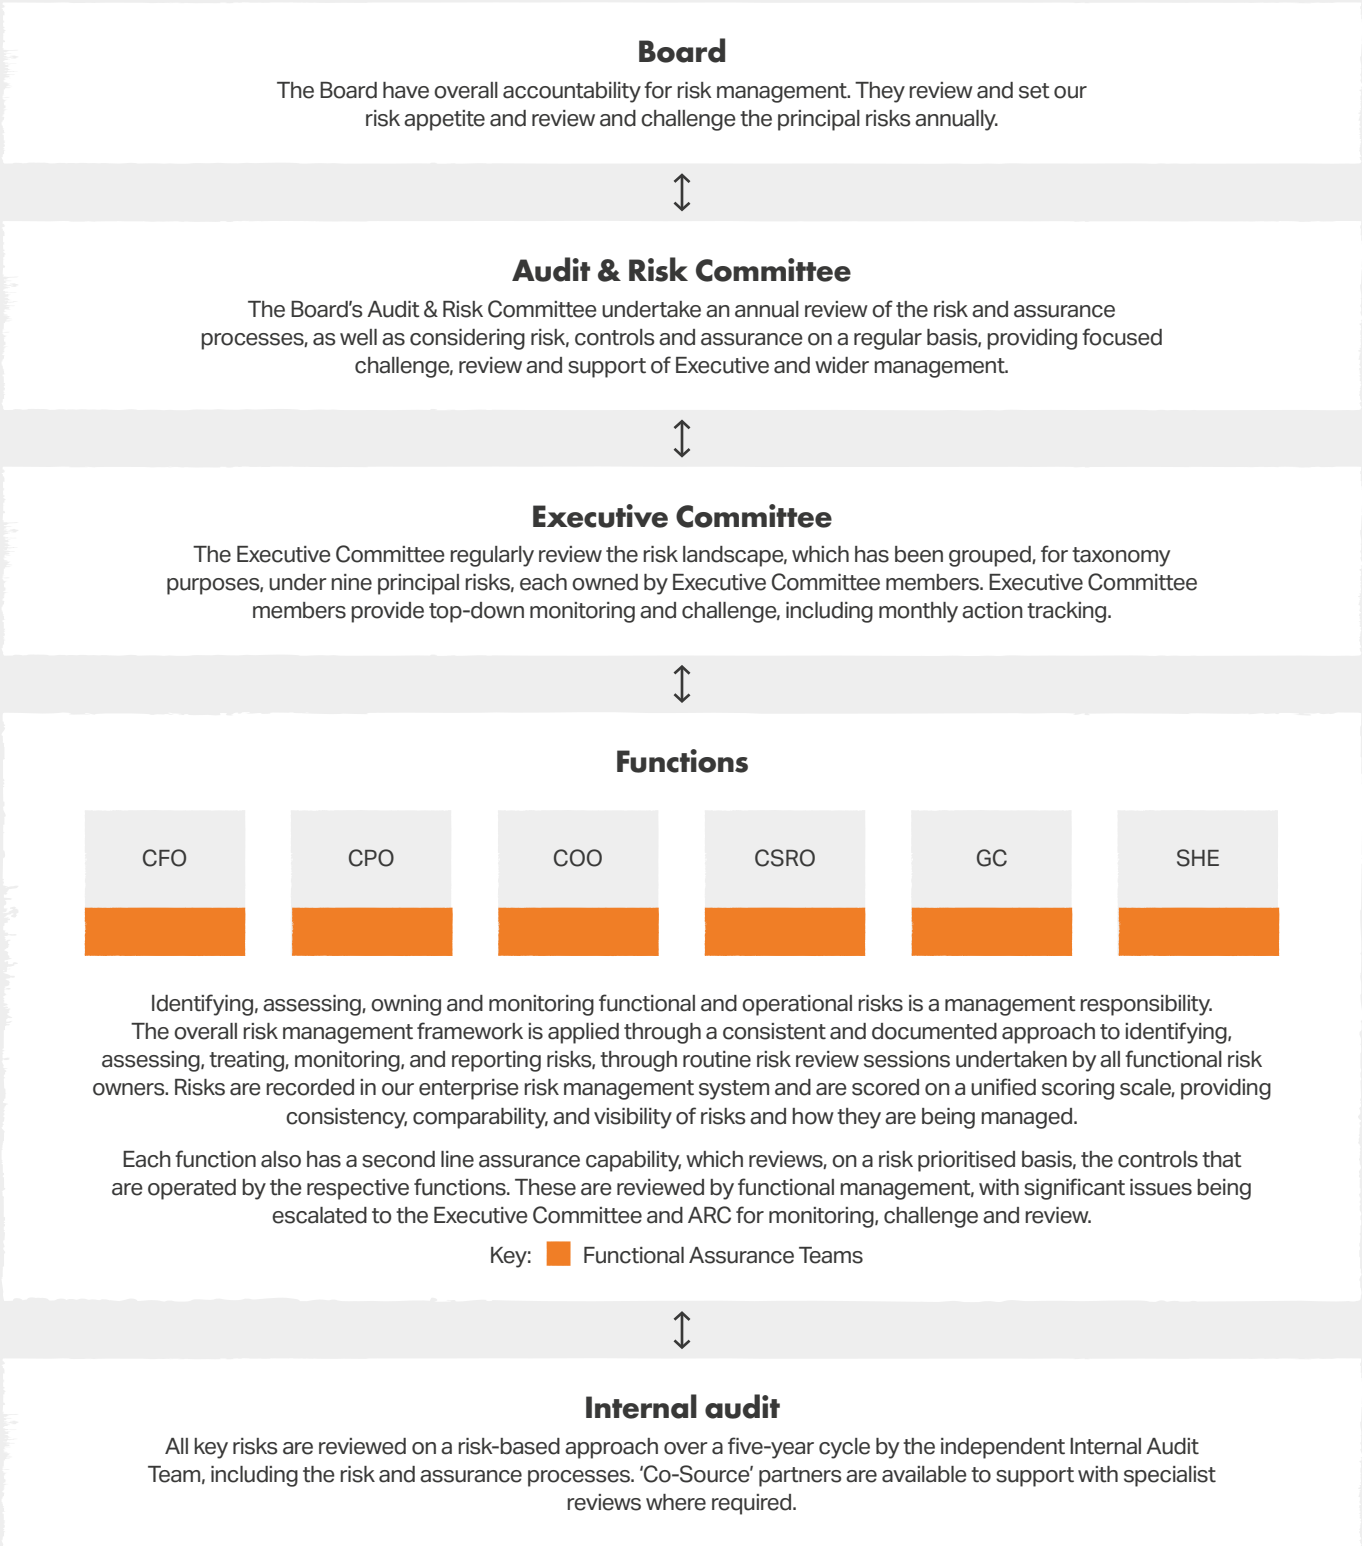 Board
The Board have overall accountability for risk management. They review and set our
risk appetite and review and challenge the principal risks annually.
Audit & Risk Committee
The Board’s Audit & Risk Committee undertake an annual review of the risk and assurance
processes, as well as considering risk, controls and assurance on a regular basis, providing focused
challenge, review and support of Executive and wider management.
Executive Committee
The Executive Committee regularly review the risk landscape, which has been grouped, for taxonomy
purposes, under nine principal risks, each owned by Executive Committee members. Executive Committee
members provide top-down monitoring and challenge, including monthly action tracking.
Functions
CFO
CPO
COO
CSRO
GC
SHE
Identifying, assessing, owning and monitoring functional and operational risks is a management responsibility.
The overall risk management framework is applied through a consistent and documented approach to identifying,
assessing, treating, monitoring, and reporting risks, through routine risk review sessions undertaken by all functional risk
owners. Risks are recorded in our enterprise risk management system and are scored on a unified scoring scale, providing
consistency, comparability, and visibility of risks and how they are being managed.
Each function also has a second line assurance capability, which reviews, on a risk prioritised basis, the controls that
are operated by the respective functions. These are reviewed by functional management, with significant issues being
escalated to the Executive Committee and ARC for monitoring, challenge and review.
Key: Functional Assurance Teams
Internal audit
All key risks are reviewed on a risk-based approach over a five-year cycle by the independent Internal Audit
Team, including the risk and assurance processes. ‘Co-Source’ partners are available to support with specialist
reviews where required.